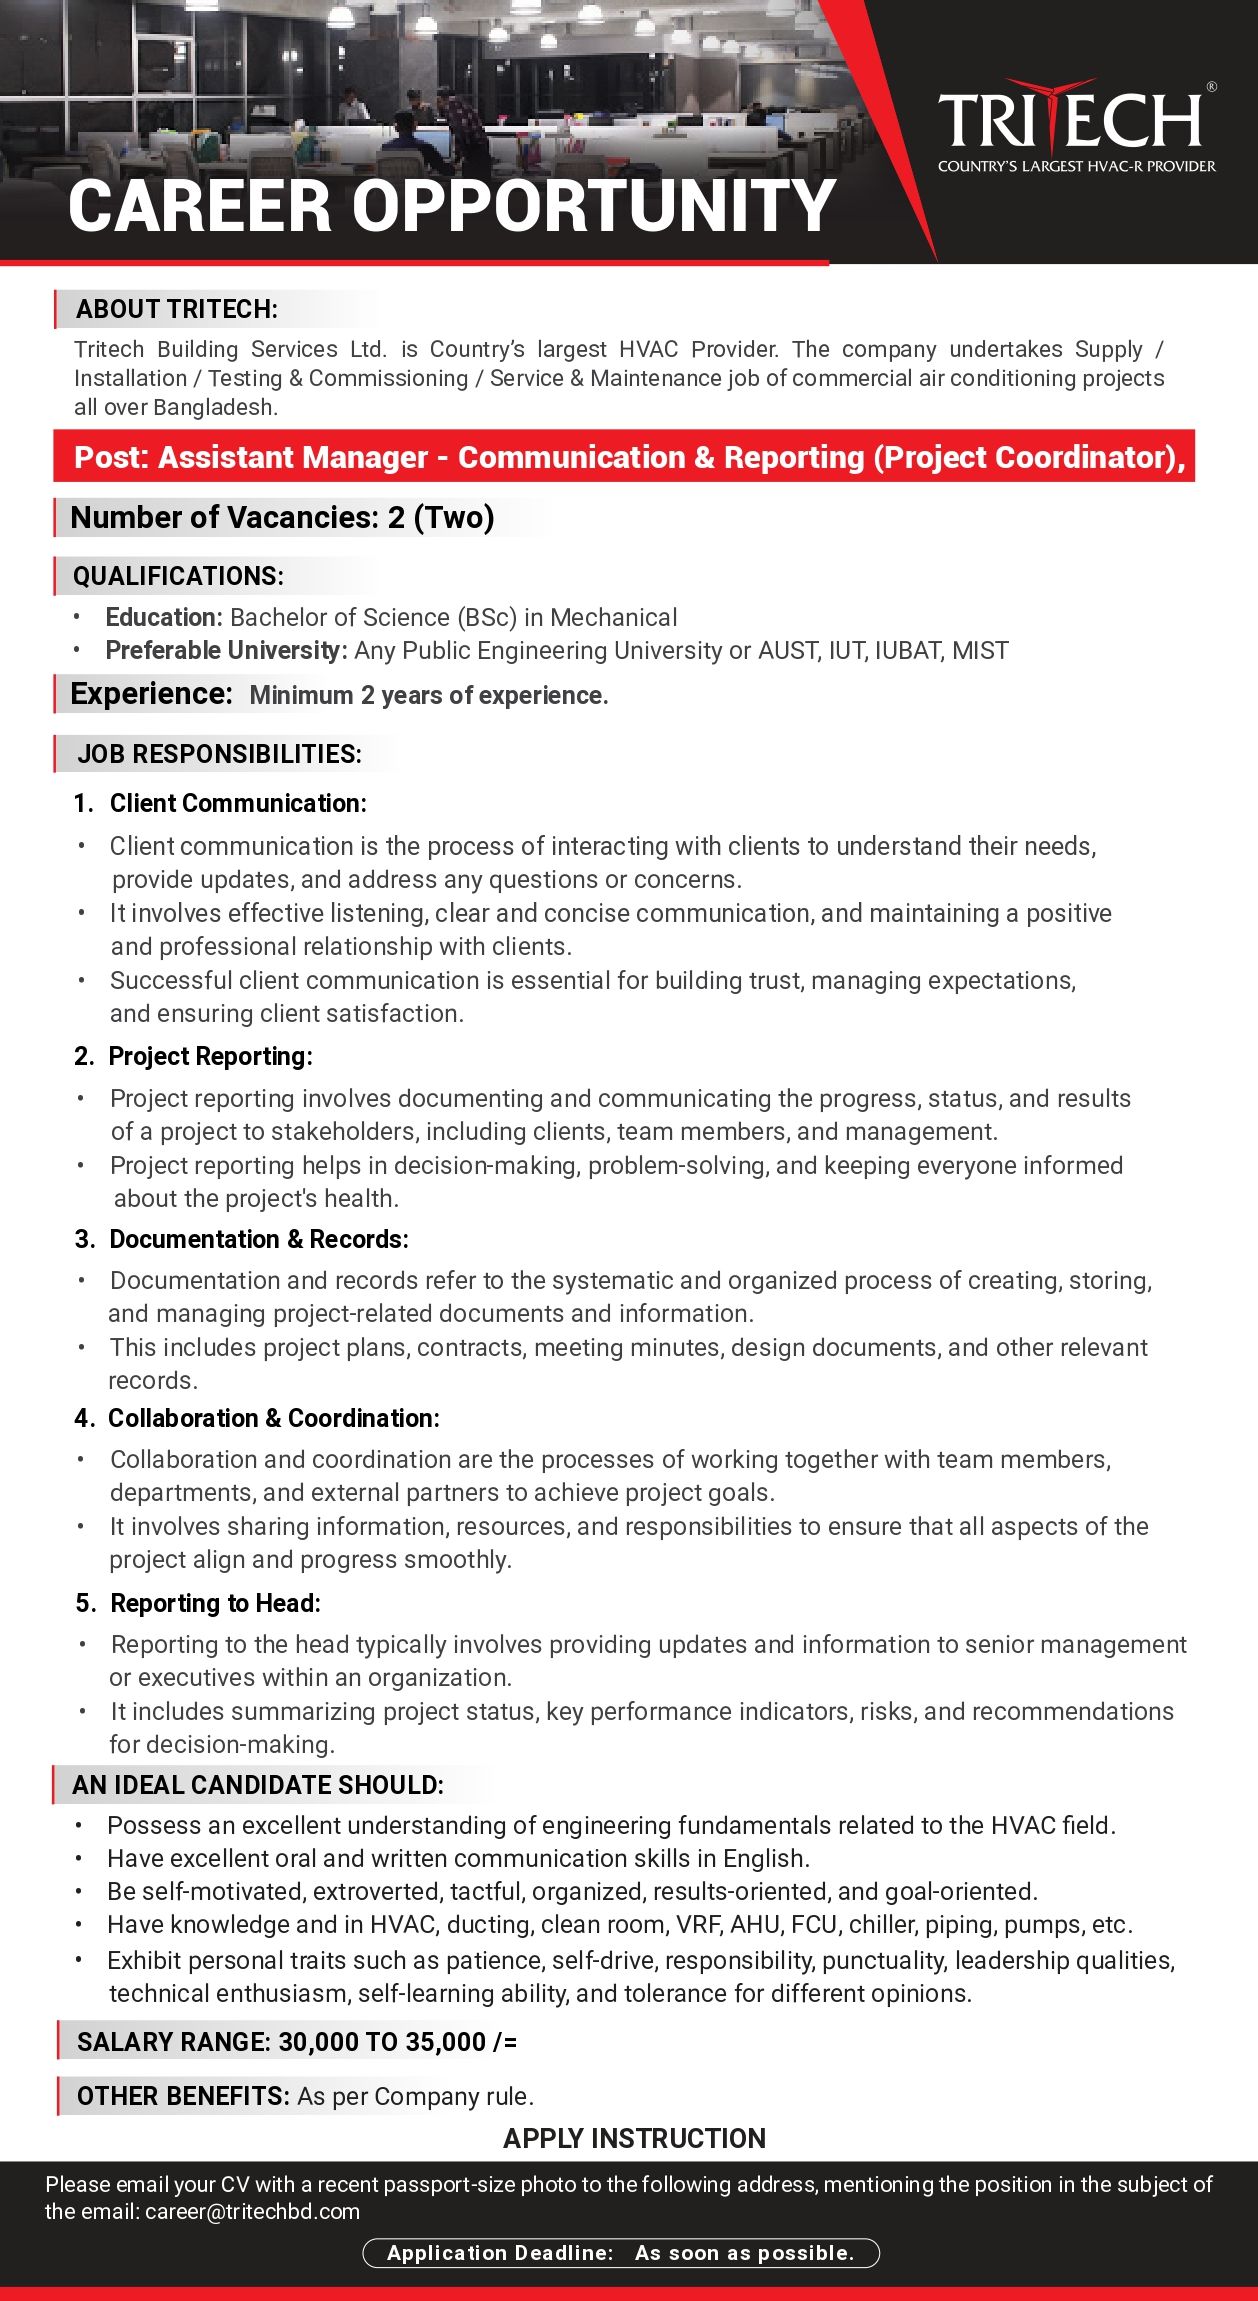 TRITECH®
COUNTRY'S LARGEST HVAC-R PROVIDER
CAREER OPPORTUNITY
ABOUT TRITECH:
Tritech Building Services Ltd. is Country’s largest HVAC Provider. The company undertakes Supply /
Installation / Testing & Commissioning / Service & Maintenance job of commercial air conditioning projects
all over Bangladesh.
Post: Assistant Manager - Communication & Reporting (Project Coordinator),
Number of Vacancies: 2 (Two)
QUALIFICATIONS:
• Education: Bachelor of Science (BSc) in Mechanical
• Preferable University: Any Public Engineering University or AUST, IUT, IUBAT, MIST
Experience: Minimum 2 years of experience.
JOB RESPONSIBILITIES:
1. Client Communication:
• Client communication is the process of interacting with clients to understand their needs,
provide updates, and address any questions or concerns.
• It involves effective listening, clear and concise communication, and maintaining a positive
and professional relationship with clients.
• Successful client communication is essential for building trust, managing expectations,
and ensuring client satisfaction.
2. Project Reporting:
• Project reporting involves documenting and communicating the progress, status, and results
of a project to stakeholders, including clients, team members, and management.
• Project reporting helps in decision-making, problem-solving, and keeping everyone informed
about the project's health.
3. Documentation & Records:
• Documentation and records refer to the systematic and organized process of creating, storing,
and managing project-related documents and information.
• This includes project plans, contracts, meeting minutes, design documents, and other relevant
records.
4. Collaboration & Coordination:
• Collaboration and coordination are the processes of working together with team members,
departments, and external partners to achieve project goals.
• It involves sharing information, resources, and responsibilities to ensure that all aspects of the
project align and progress smoothly.
5. Reporting to Head:
• Reporting to the head typically involves providing updates and information to senior management
or executives within an organization.
• It includes summarizing project status, key performance indicators, risks, and recommendations
for decision-making.
AN IDEAL CANDIDATE SHOULD:
• Possess an excellent understanding of engineering fundamentals related to the HVAC field.
• Have excellent oral and written communication skills in English.
• Be self-motivated, extroverted, tactful, organized, results-oriented, and goal-oriented.
• Have knowledge and in HVAC, ducting, clean room, VRF, AHU, FCU, chiller, piping, pumps, etc.
• Exhibit personal traits such as patience, self-drive, responsibility, punctuality, leadership qualities,
technical enthusiasm, self-learning ability, and tolerance for different opinions.
SALARY RANGE: 30,000 TO 35,000 /=
OTHER BENEFITS: As per Company rule.
APPLY INSTRUCTION
Please email your CV with a recent passport-size photo to the following address, mentioning the position in the subject of
the email: career@tritechbd.com
Application Deadline: As soon as possible.